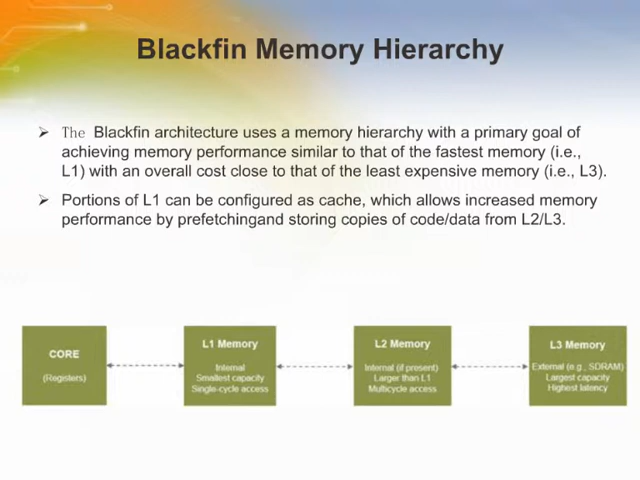 Blackfin Memory Hierarchy
➢ The Blackfin architecture uses a memory hierarchy with a primary goal of
achieving memory performance similar to that of the fastest memory (i.e.,
L1) with an overall cost close to that of the least expensive memory (i.e., L3).
➢ Portions of L1 can be configured as cache, which allows increased memory
performance by prefetchingand storing copies of code/data from L2/L3.
CORE
(Registers)
L1 Memory
Internal
Smallest capacity
Single-cycle access
L2 Memory
Internal (if present)
Larger than L1
Multicycle access
L3 Memory
External (e.g., SDRAM)
Largest capacity
Highest latency